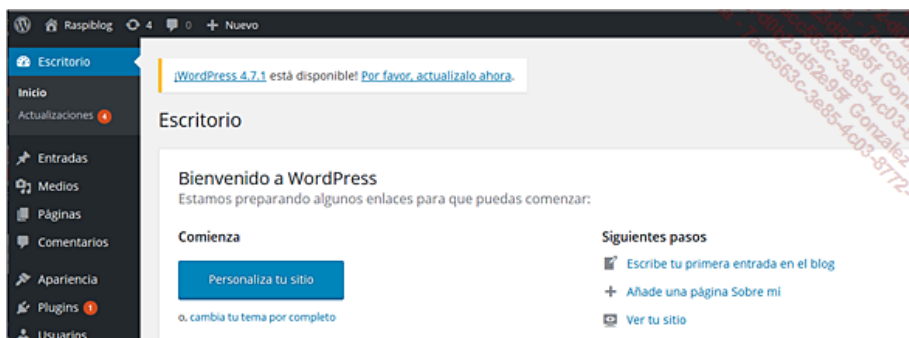 Raspiblog 4 0 + Nuevo
Escritorio
¡WordPress 4.7.1 está disponible! Por favor, actualizalo ahora.
Inicio
Actualizaciones 4
Escritorio
Entradas
Bienvenido a WordPress
Medios
Estamos preparando algunos enlaces para que puedas comenzar:
Páginas
Comentarios
Comienza
Siguientes pasos
Personaliza tu sitio
Escribe tu primera entrada en el blog
Apariencia
Añade una página Sobre mi
Plugins 1
o, cambia tu tema por completo
Ver tu sitio
Usuarios